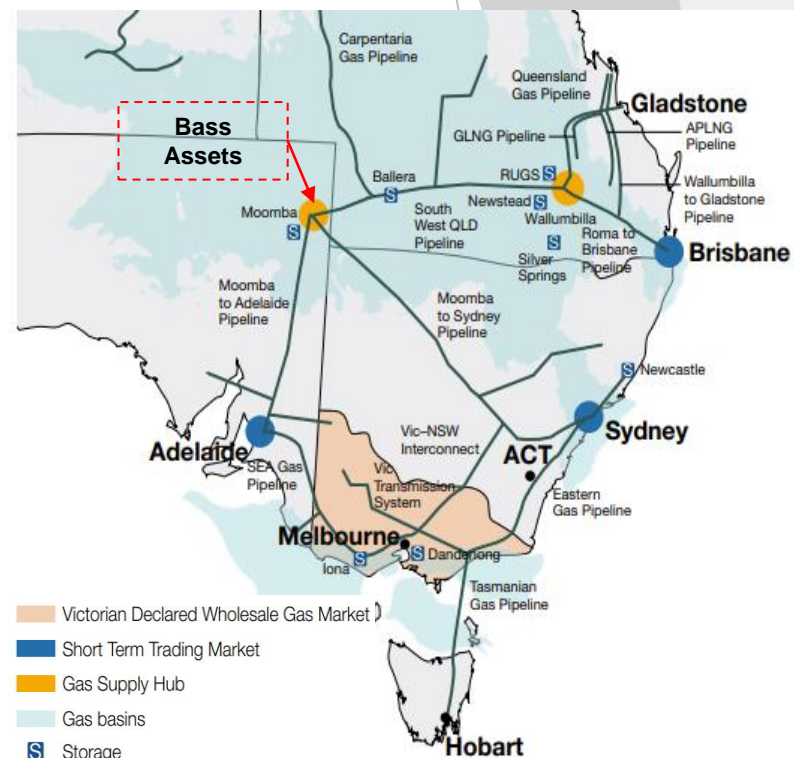 Carpentaria
Gas Pipeline
Queensland
Gas Pipeline
Gladstone
Bass
Assets
GLNG Pipeline
APLNG
Pipeline
Ballera
S
RUGS S
Newstead S
Wallumbilla
Wallumbilla
to Gladstone
Pipeline
Moomba
S
South
West QLD
Pipeline
Roma to
Brisbane
Pipeline
S
Silver
Springs
Brisbane
Moomba
to Adelaide
Pipeline
Moomba
to Sydney
Pipeline
S Newcastle
Adelaide
Vic–NSW
Interconnect
Sydney
ACT
SEA Gas
Pipeline
Vic
Transmission
System
Eastern
Gas Pipeline
Melbourne
S Dandenong
Iona S
Tasmanian
Gas Pipeline
Victorian Declared Wholesale Gas Market
Short Term Trading Market
Gas Supply Hub
Gas basins
S Storage
Hobart